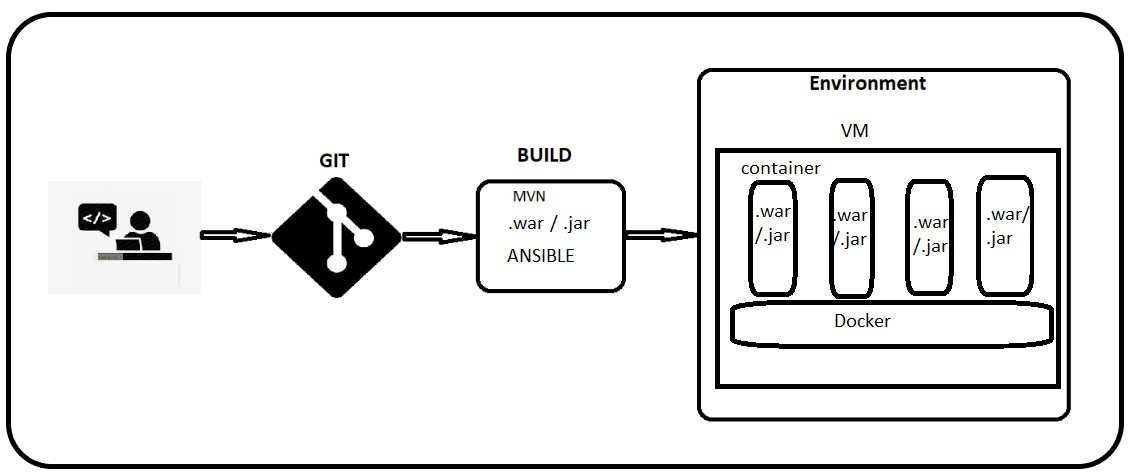 GIT
BUILD
MVN
.war / .jar
ANSIBLE
Environment
VM
container
.war
/.jar
.war
/.jar
.war
/.jar
.war/
.jar
Docker
</>